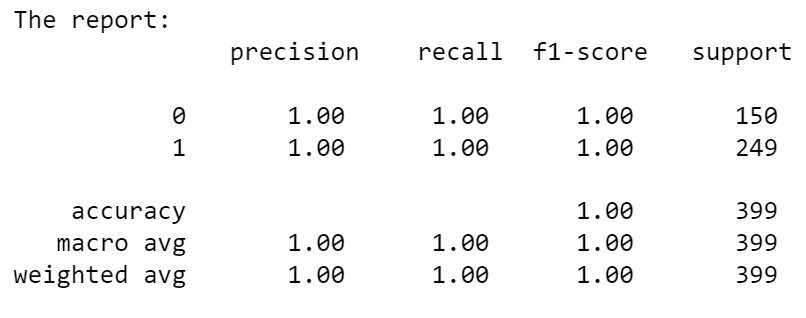 The report:
precision recall f1-score support
0 1.00 1.00 1.00 150
1 1.00 1.00 1.00 249
accuracy 1.00 399
macro avg 1.00 1.00 1.00 399
weighted avg 1.00 1.00 1.00 399